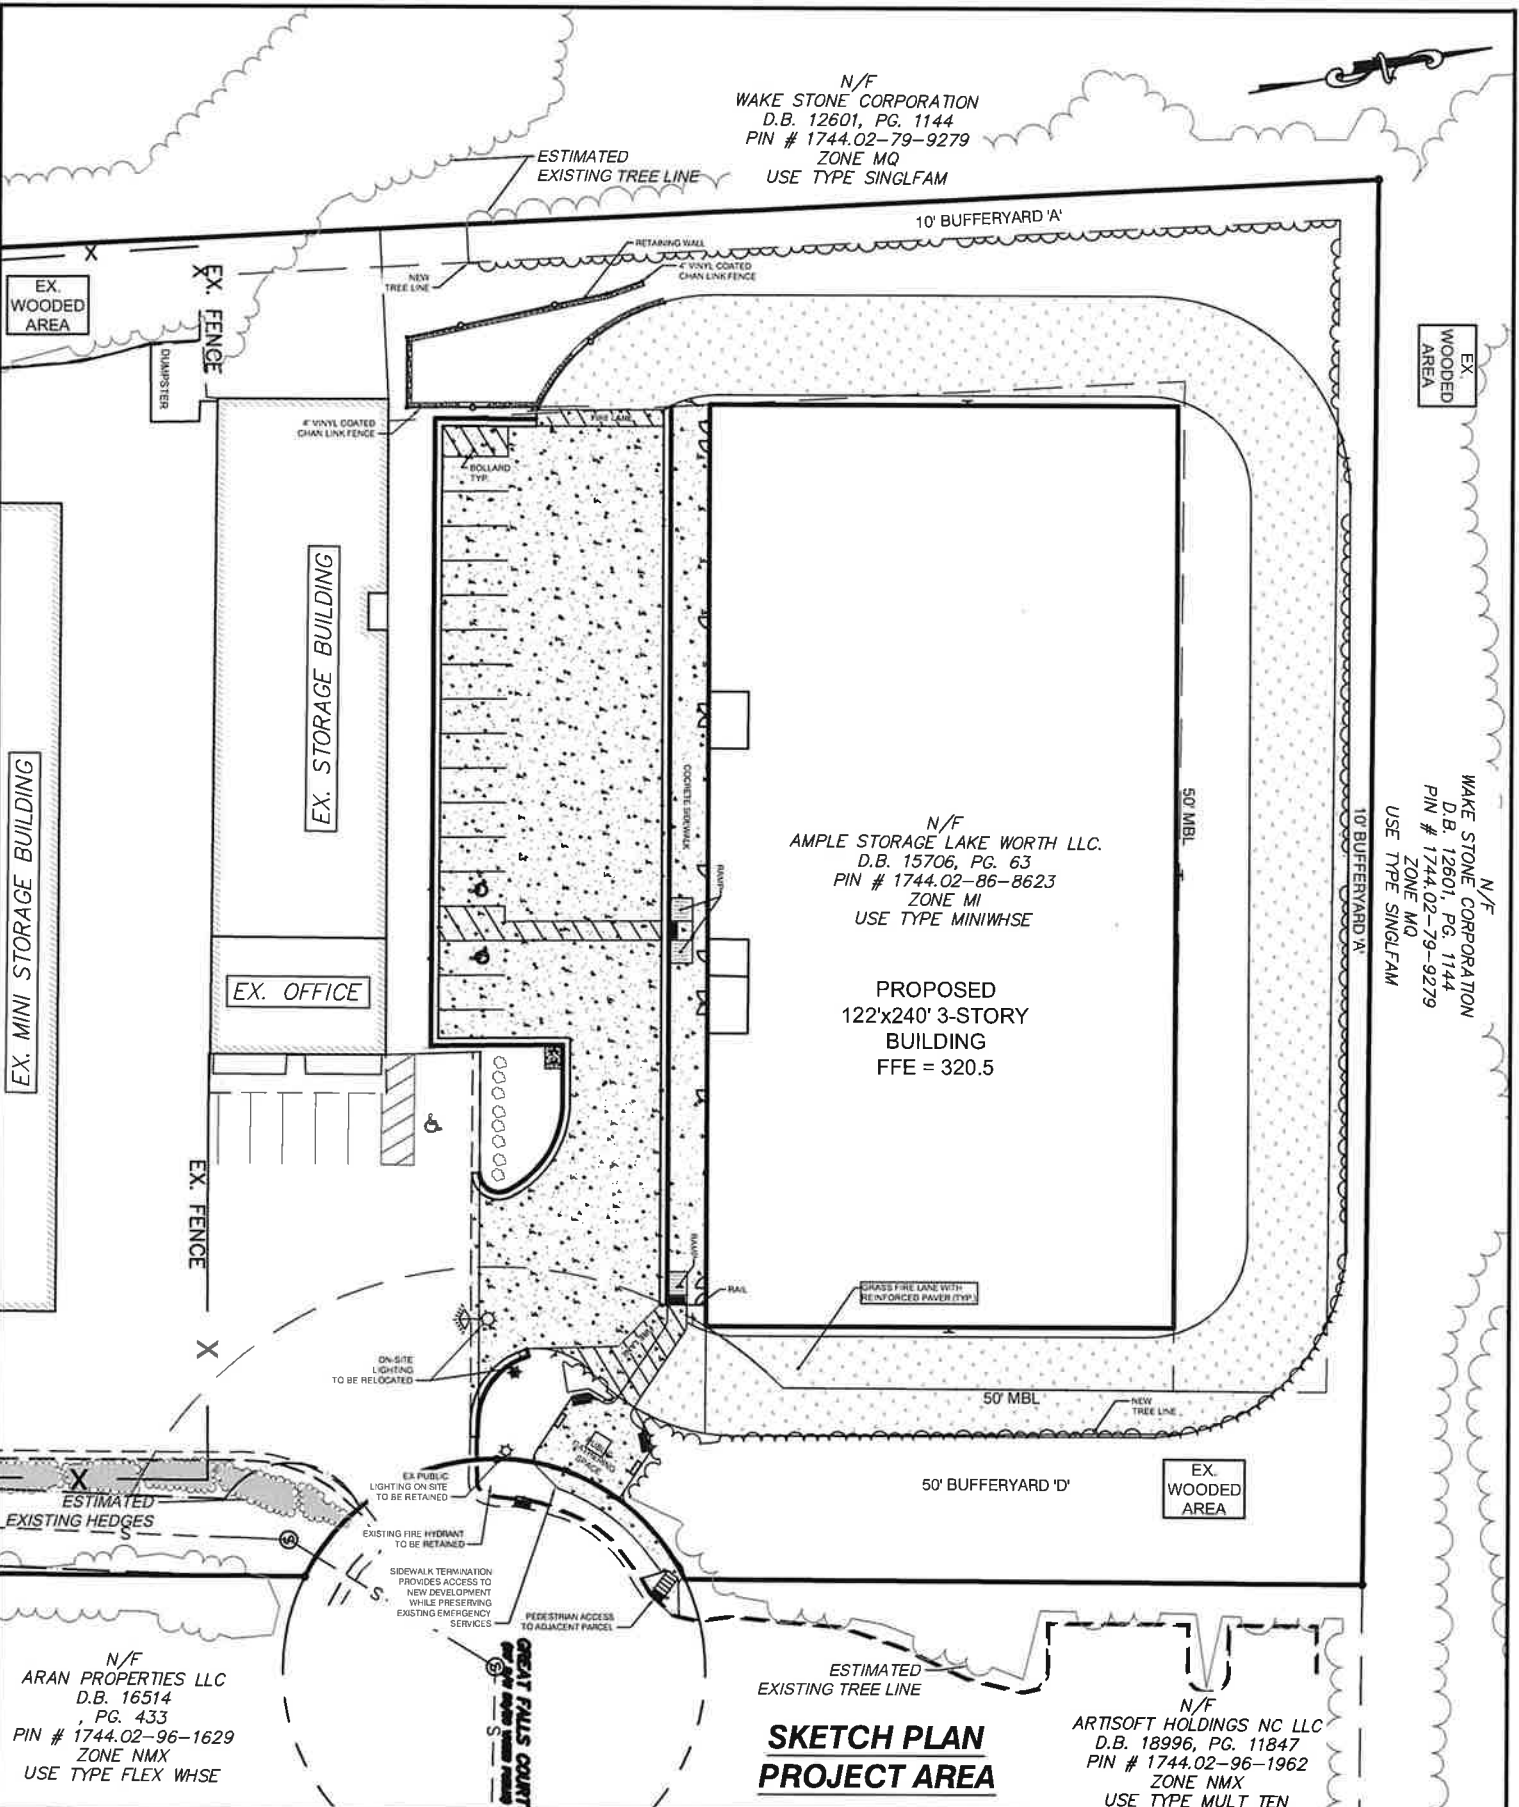 N/F
WAKE STONE CORPORATION
D.B. 12601, PG. 1144
PIN # 1744.02-79-9279
ZONE MQ
USE TYPE SINGLFAM
ESTIMATED
EXISTING TREE LINE
10' BUFFERYARD 'A'
RETAINING WALL
4' VINYL COATED
CHAN LINK FENCE
NEW
TREE LINE
X
X
EX. FENCE
EX.
WOODED
AREA
DUMPSTER
4' VINYL COATED
CHAN LINK FENCE
FIRE LANE
BOLLARD
TYP.
EX.
WOODED
AREA
EX. STORAGE BUILDING
EX. MINI STORAGE BUILDING
EX. OFFICE
COCRETE SIDEWALK
RAMP
N/F
AMPLE STORAGE LAKE WORTH LLC.
D.B. 15706, PG. 63
PIN # 1744.02-86-8623
ZONE MI
USE TYPE MINIWHSE
PROPOSED
122'x240' 3-STORY
BUILDING
FFE = 320.5
50' MBL
10' BUFFERYARD 'A'
N/F
WAKE STONE CORPORATION
D.B. 12601, PG. 1144
PIN # 1744.02-79-9279
ZONE MQ
USE TYPE SINGLFAM
EX. FENCE
X
RAMP
RAIL
GRASS FIRE LANE WITH
REINFORCED PAVER (TYP.)
ON-SITE
LIGHTING
TO BE RELOCATED
50' MBL
NEW
TREE LINE
PUBLIC
GATHERING
SPACE
50' BUFFERYARD 'D'
EX.
WOODED
AREA
X
ESTIMATED
EXISTING HEDGES
S
S
EX PUBLIC
LIGHTING ON SITE
TO BE RETAINED
EXISTING FIRE HYDRANT
TO BE RETAINED
SIDEWALK TERMINATION
PROVIDES ACCESS TO
NEW DEVELOPMENT
WHILE PRESERVING
EXISTING EMERGENCY
SERVICES
PEDESTRIAN ACCESS
TO ADJACENT PARCEL
S
S
GREAT FALLS COURT
ESTIMATED
EXISTING TREE LINE
N/F
ARAN PROPERTIES LLC
D.B. 16514
, PG. 433
PIN # 1744.02-96-1629
ZONE NMX
USE TYPE FLEX WHSE
SKETCH PLAN
PROJECT AREA
N/F
ARTISOFT HOLDINGS NC LLC
D.B. 18996, PG. 11847
PIN # 1744.02-96-1962
ZONE NMX
USE TYPE MULT TEN